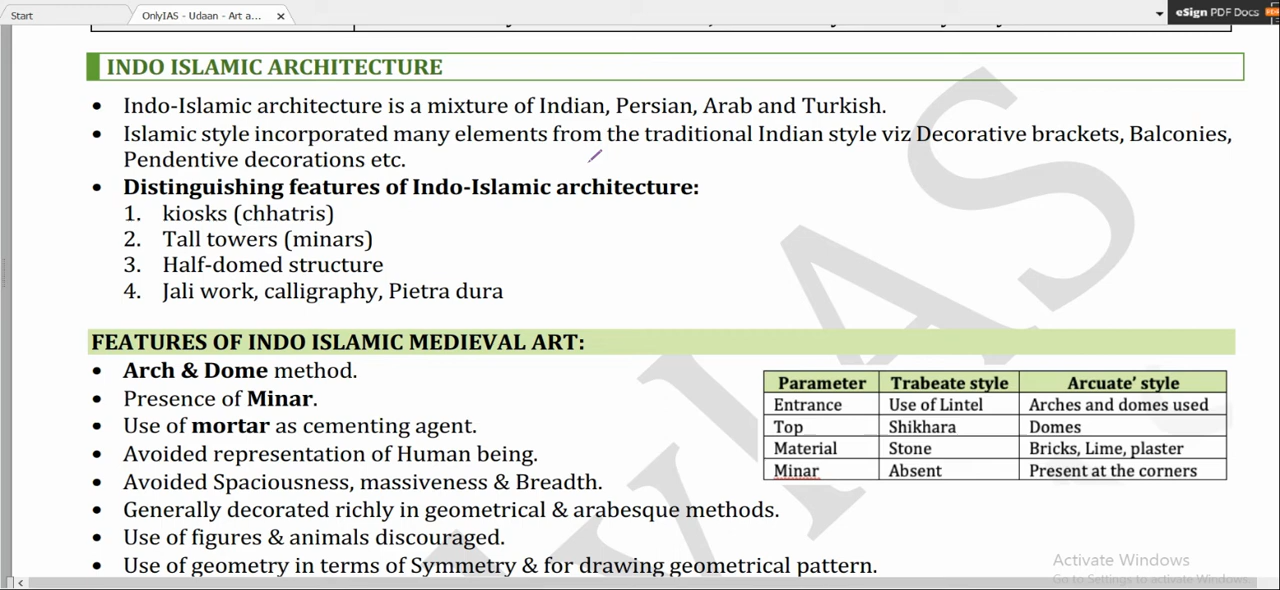 Start
OnlyIAS - Udaan - Art a...
eSign PDF Docs
INDO ISLAMIC ARCHITECTURE
• Indo-Islamic architecture is a mixture of Indian, Persian, Arab and Turkish.
• Islamic style incorporated many elements from the traditional Indian style viz Decorative brackets, Balconies,
Pendentive decorations etc.
• Distinguishing features of Indo-Islamic architecture:
1. kiosks (chhatris)
2. Tall towers (minars)
3. Half-domed structure
4. Jali work, calligraphy, Pietra dura
FEATURES OF INDO ISLAMIC MEDIEVAL ART:
• Arch & Dome method.
• Presence of Minar.
• Use of mortar as cementing agent.
• Avoided representation of Human being.
• Avoided Spaciousness, massiveness & Breadth.
• Generally decorated richly in geometrical & arabesque methods.
• Use of figures & animals discouraged.
• Use of geometry in terms of Symmetry & for drawing geometrical pattern.
Parameter Trabeate style Arcuate' style
Entrance Use of Lintel Arches and domes used
Top Shikhara Domes
Material Stone Bricks, Lime, plaster
Minar Absent Present at the corners
Activate Windows
Go to Settings to activate Windows.